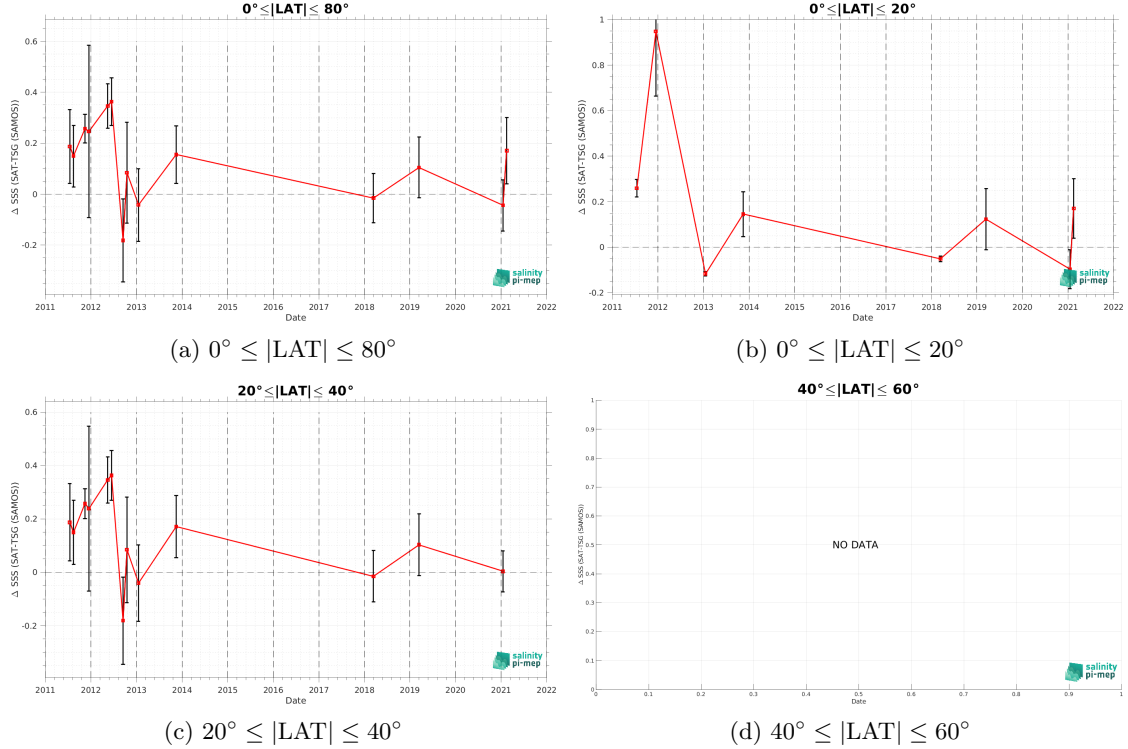 0°≤|LAT|≤ 80°
Δ SSS (SAT-TSG (SAMOS))
0.6
0.4
0.2
0
-0.2
2011 2012 2013 2014 2015 2016 2017 2018 2019 2020 2021 2022
Date
salinity
pi-mep
(a) 0° ≤ |LAT| ≤ 80°
0°≤|LAT|≤ 20°
Δ SSS (SAT-TSG (SAMOS))
1
0.8
0.6
0.4
0.2
0
-0.2
2011 2012 2013 2014 2015 2016 2017 2018 2019 2020 2021 2022
Date
salinity
pi-mep
(b) 0° ≤ |LAT| ≤ 20°
20°≤|LAT|≤ 40°
Δ SSS (SAT-TSG (SAMOS))
0.6
0.4
0.2
0
-0.2
2011 2012 2013 2014 2015 2016 2017 2018 2019 2020 2021 2022
Date
salinity
pi-mep
(c) 20° ≤ |LAT| ≤ 40°
40°≤|LAT|≤ 60°
Δ SSS (SAT-TSG (SAMOS))
1
0.9
0.8
0.7
0.6
0.5
0.4
0.3
0.2
0.1
0
NO DATA
0 0.1 0.2 0.3 0.4 0.5 0.6 0.7 0.8 0.9 1
Date
salinity
pi-mep
(d) 40° ≤ |LAT| ≤ 60°